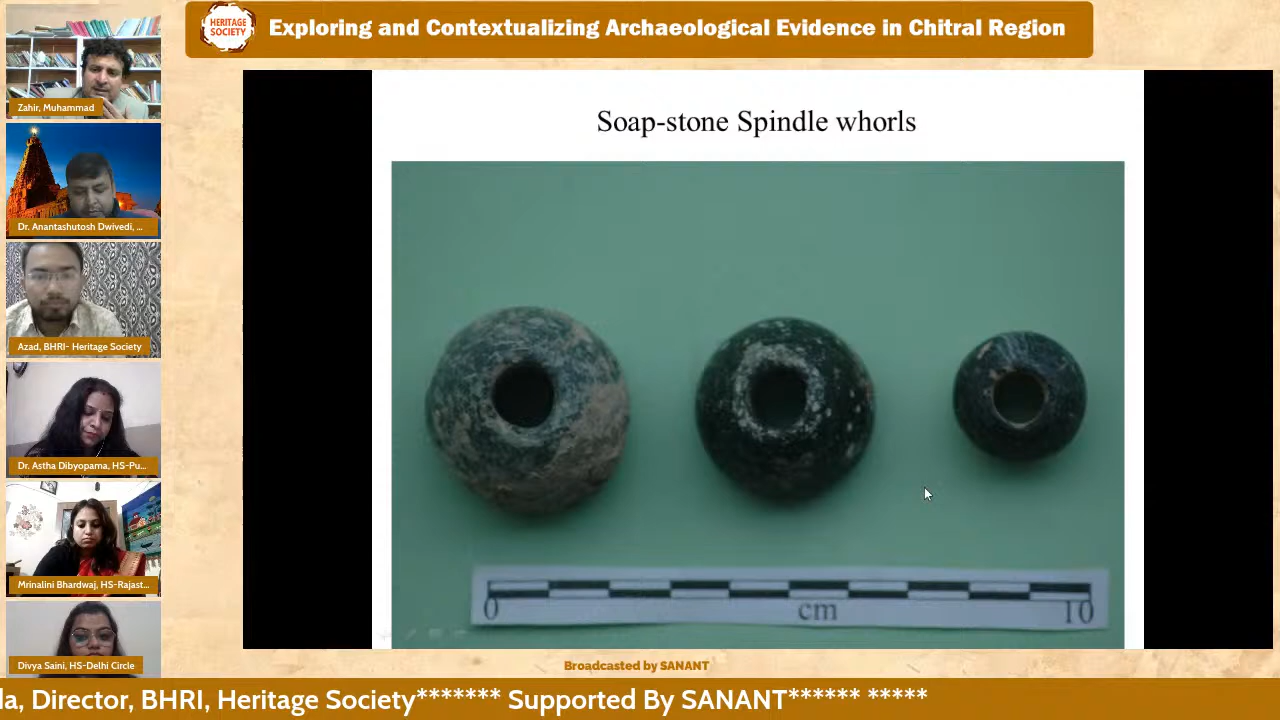 HERITAGE
SOCIETY
Exploring and Contextualizing Archaeological Evidence in Chitral Region
Zahir, Muhammad
Dr. Anantashutosh Dwivedi, ...
Azad, BHRI- Heritage Society
Dr. Astha Dibyopama, HS-Pu...
Mrinalini Bhardwaj, HS-Rajast...
Divya Saini, HS-Delhi Circle
Soap-stone Spindle whorls
0 cm 10
Broadcasted by SANANT
la, Director, BHRI, Heritage Society******* Supported By SANANT****** *****